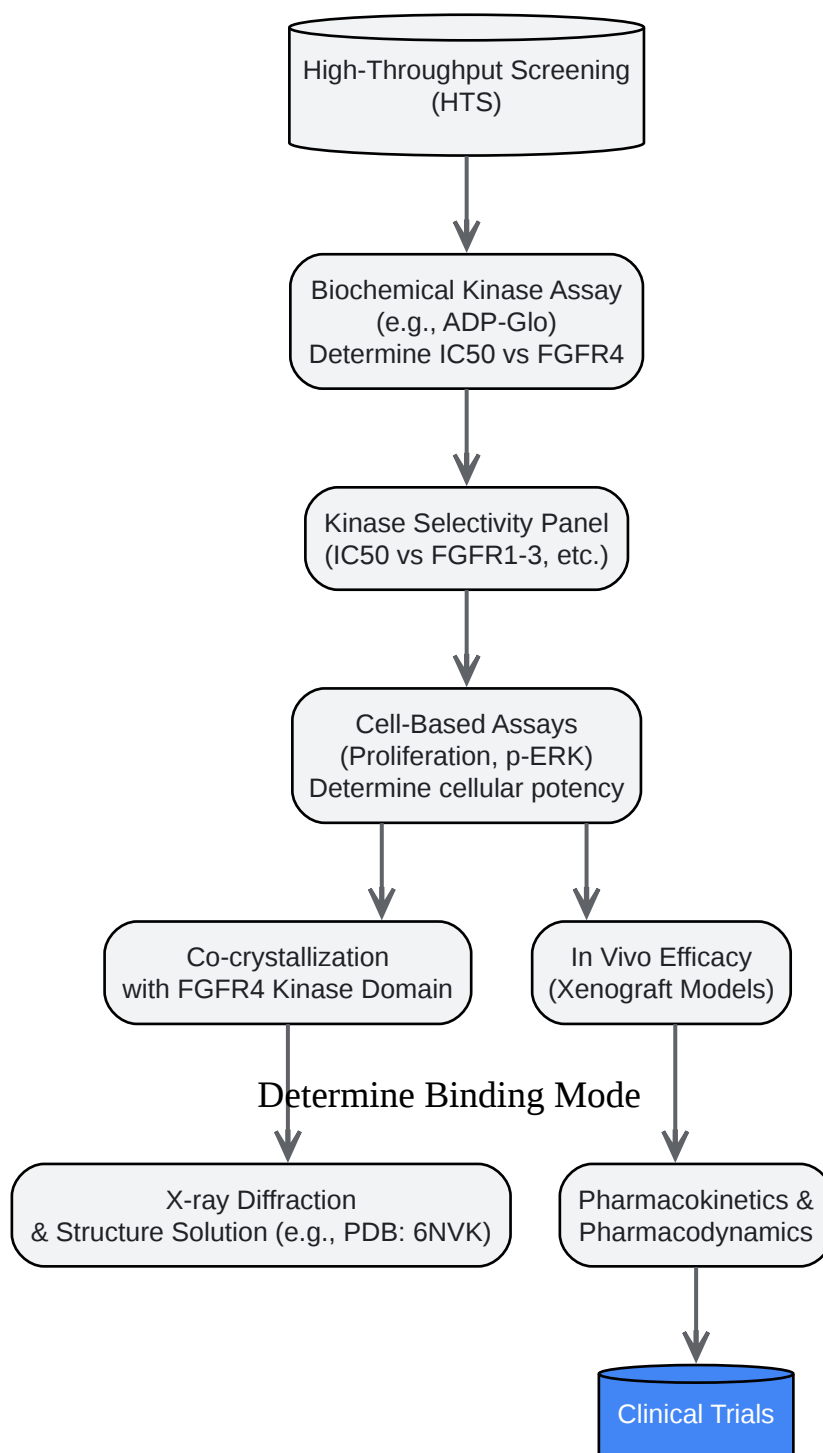 High-Throughput Screening
(HTS)
Biochemical Kinase Assay
(e.g., ADP-Glo)
Determine IC50 vs FGFR4
Kinase Selectivity Panel
(IC50 vs FGFR1-3, etc.)
Cell-Based Assays
(Proliferation, p-ERK)
Determine cellular potency
Co-crystallization
with FGFR4 Kinase Domain
In Vivo Efficacy
(Xenograft Models)
Determine Binding Mode
X-ray Diffraction
& Structure Solution (e.g., PDB: 6NVK)
Pharmacokinetics &
Pharmacodynamics
Clinical Trials